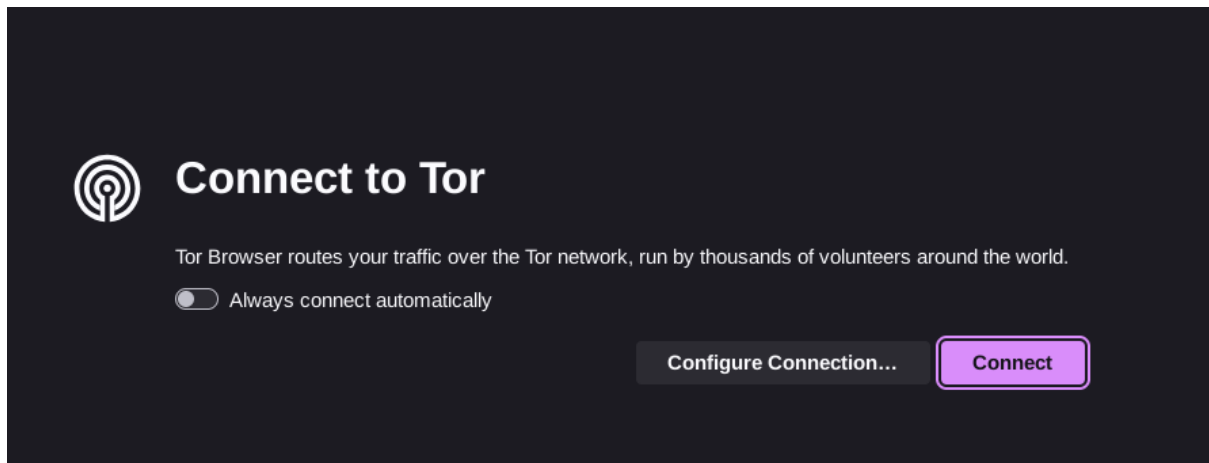 Connect to Tor
Tor Browser routes your traffic over the Tor network, run by thousands of volunteers around the world.
Always connect automatically
Configure Connection…
Connect